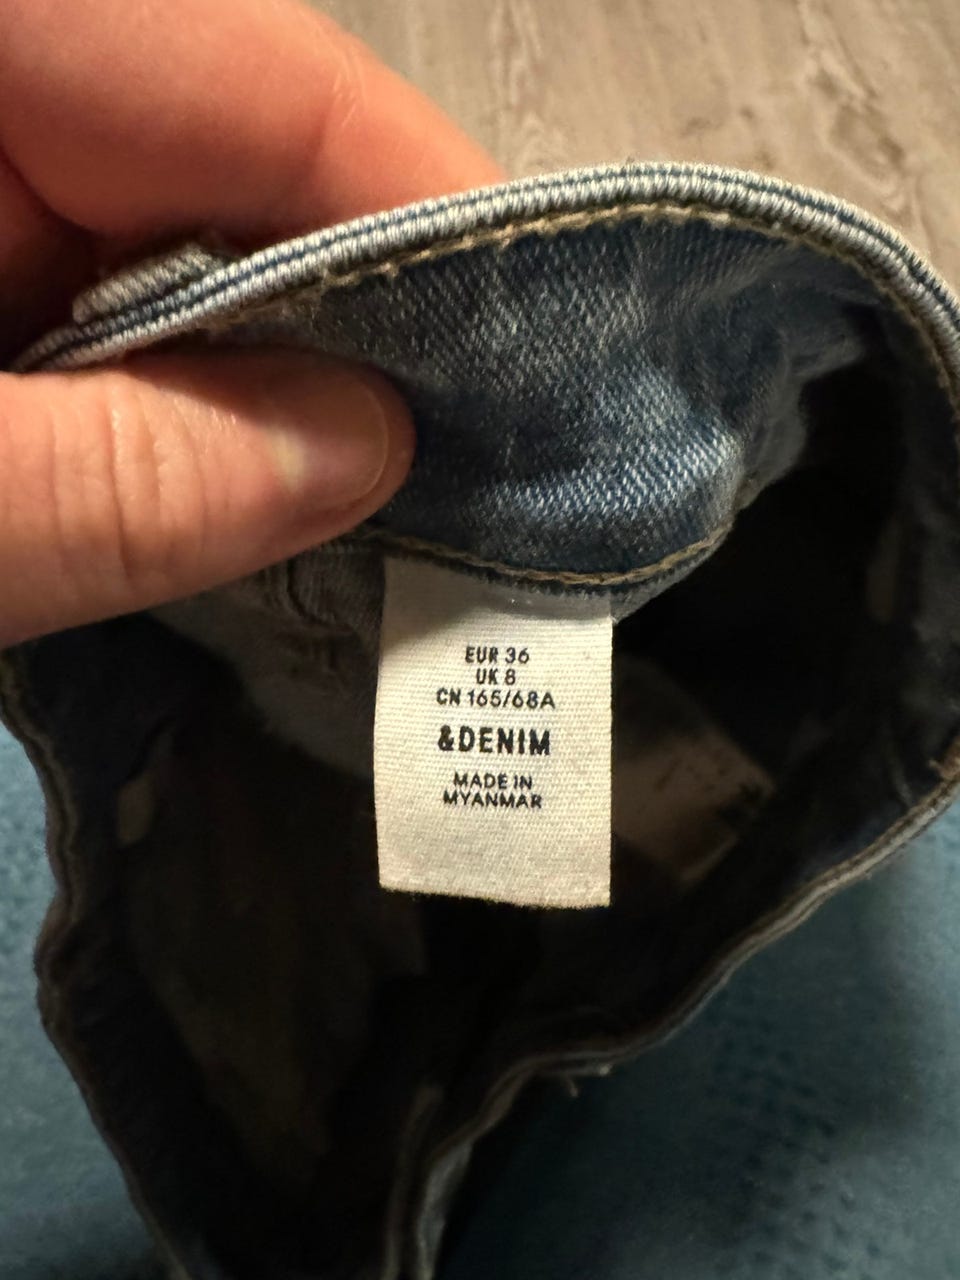 EUR 36
UK 8
CN 165/68A
&DENIM
MADE IN
MYANMAR